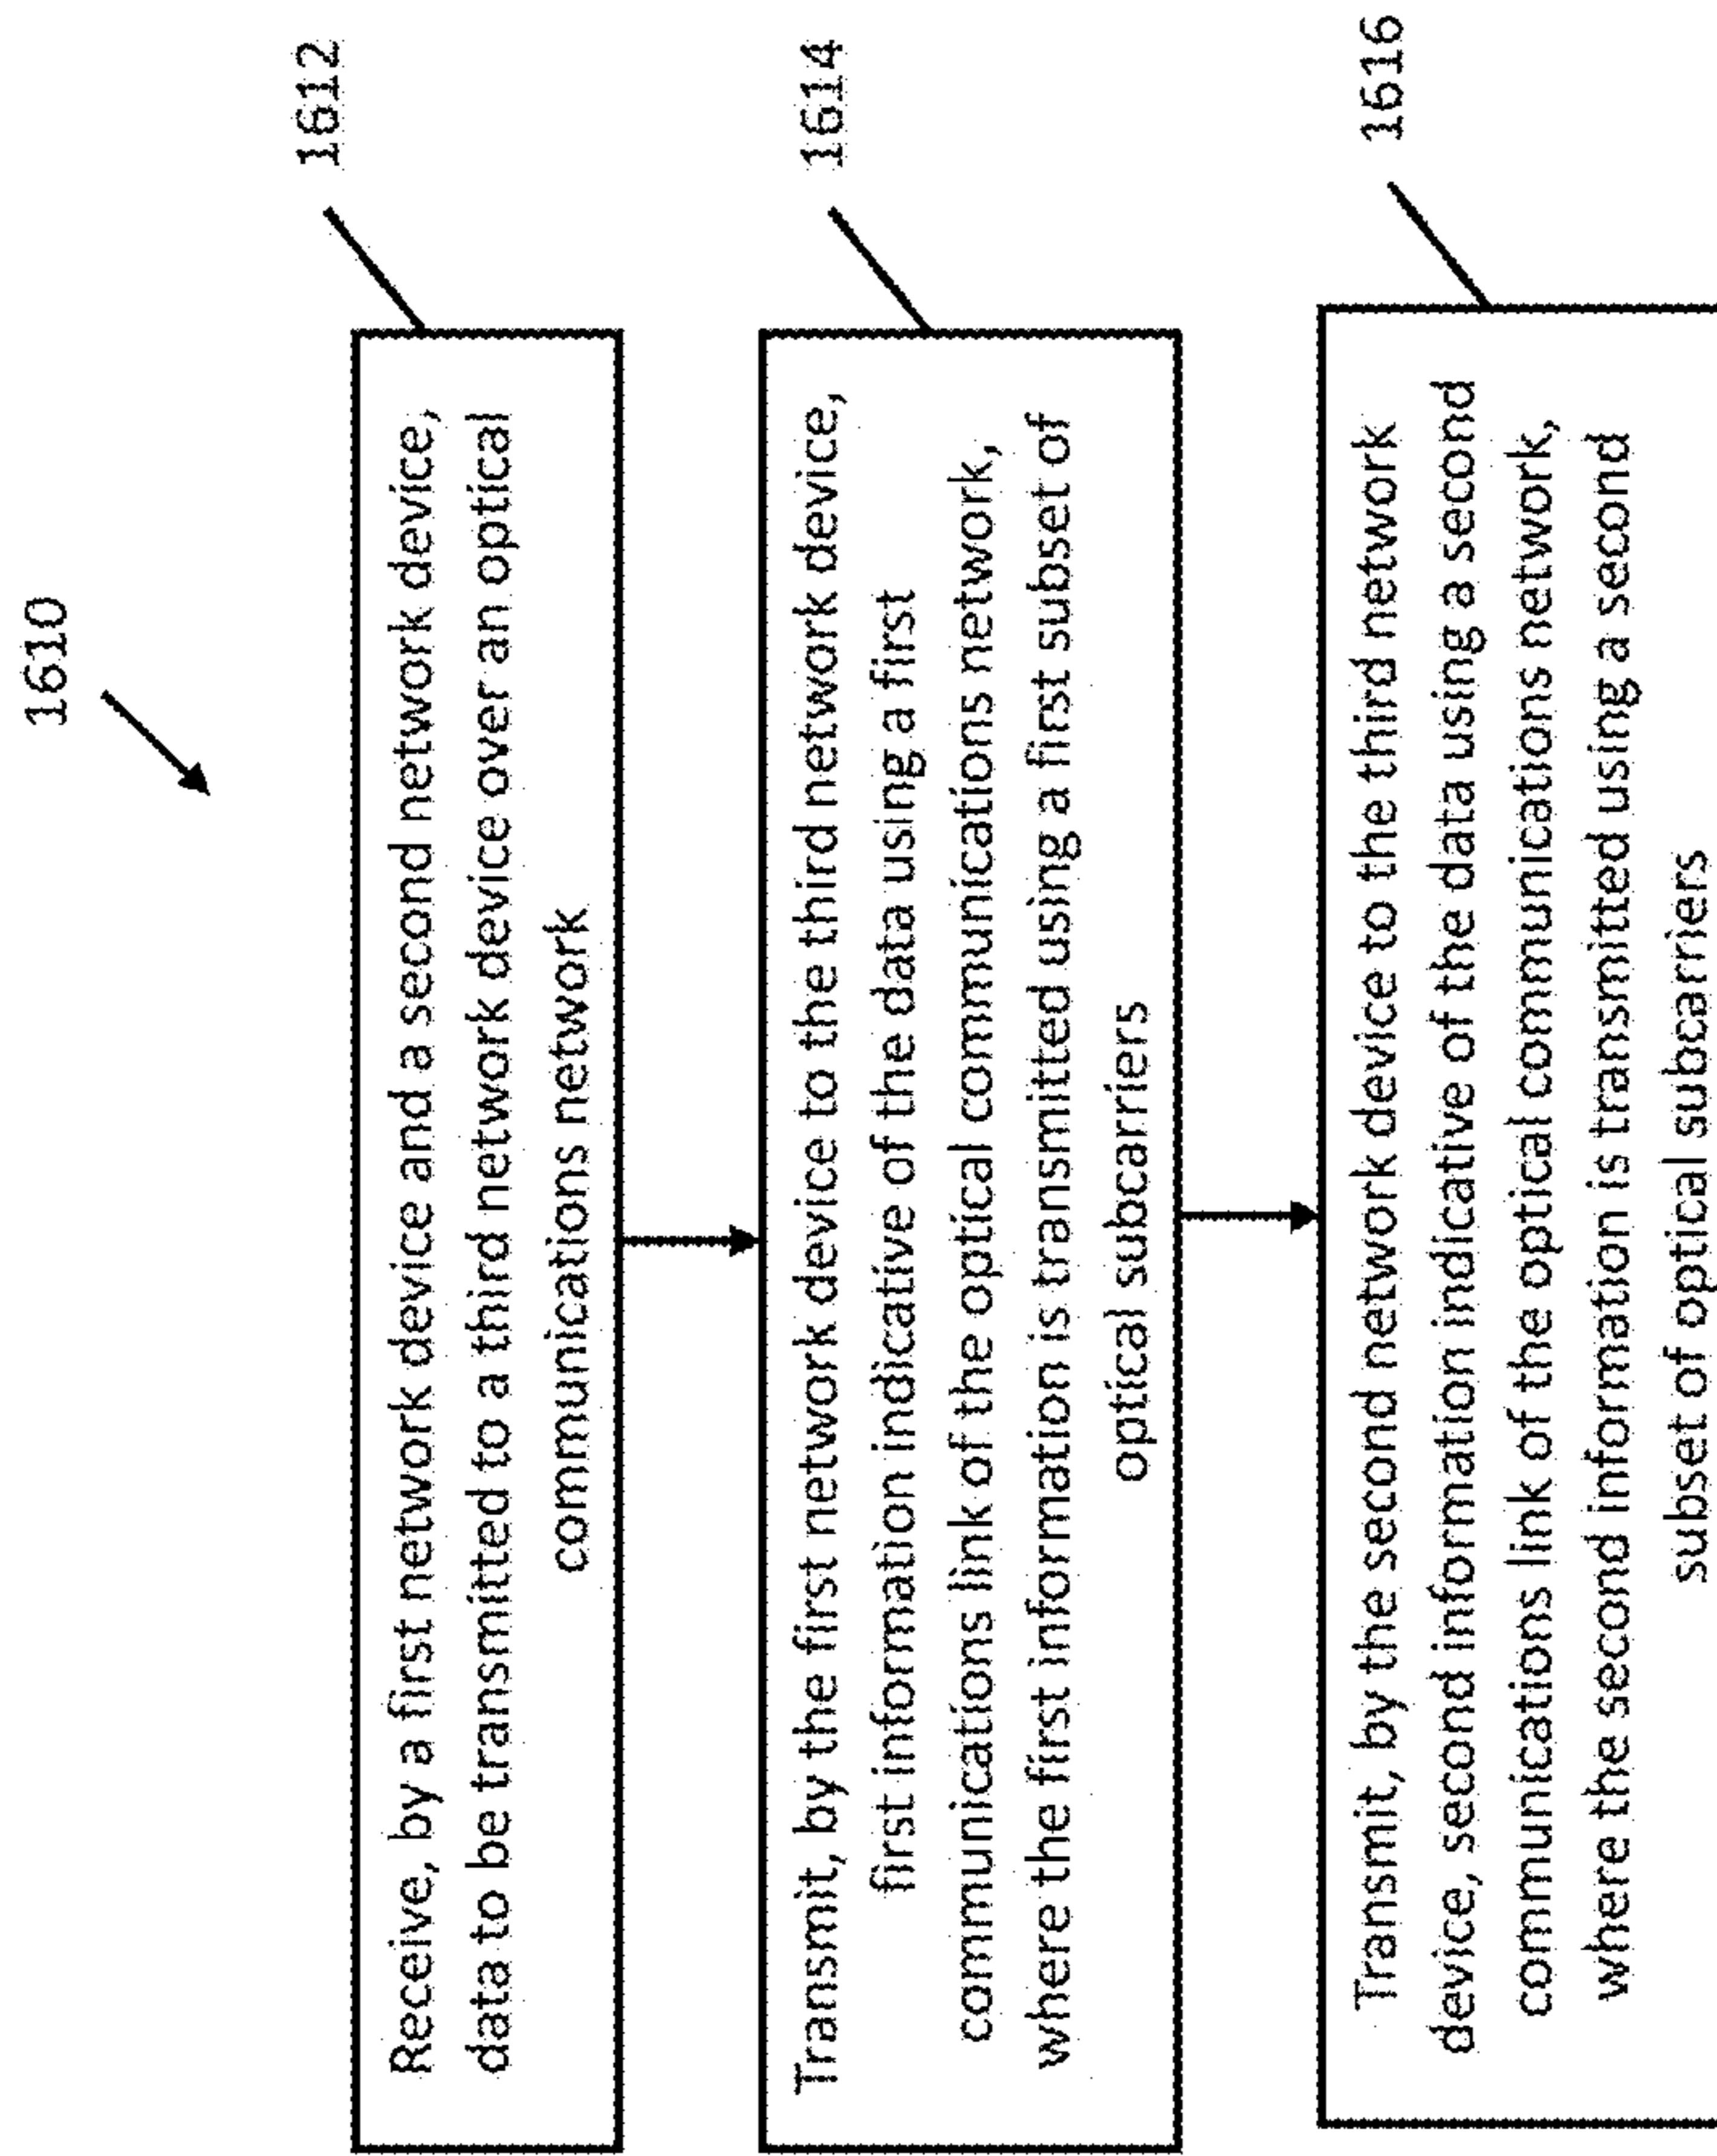 1610
1612
Receive, by a first network device and a second network device,
data to be transmitted to a third network device over an optical
communications network
1614
Transmit, by the first network device to the third network device,
first information indicative of the data using a first
communications link of the optical communications network,
where the first information is transmitted using a first subset of
optical subcarriers
1616
Transmit, by the second network device to the third network
device, second information indicative of the data using a second
communications link of the optical communications network,
where the second information is transmitted using a second
subset of optical subcarriers